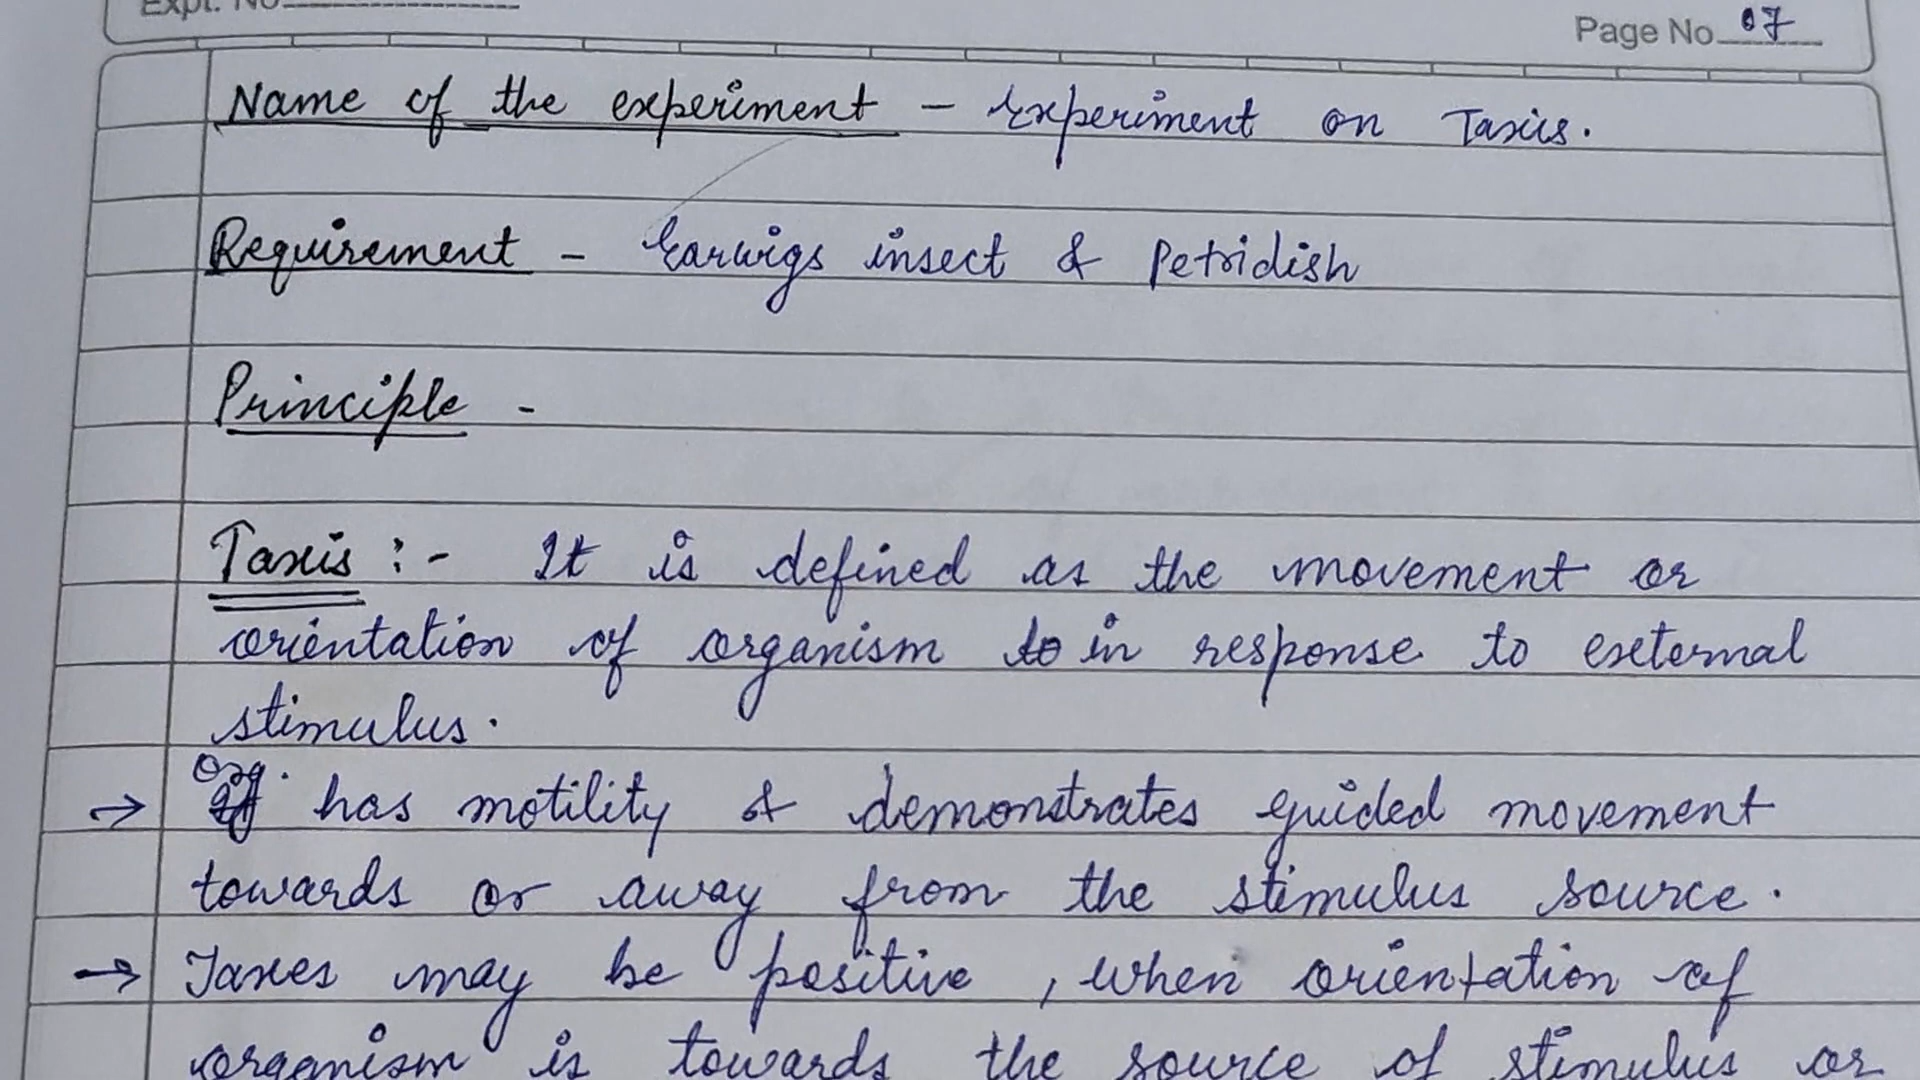 Expt. No
Page No 07
Name of the experiment - Experiment on Taxis.
Requirement - Earwigs insect & Petridish
Principle -
Taxis :- It is defined as the movement or
orientation of organism to in response to external
stimulus.
Org.
→ has motility & demonstrates guided movement
towards or away from the stimulus source.
→ Taxes may be positive, when orientation of
organism is towards the source of stimulus or